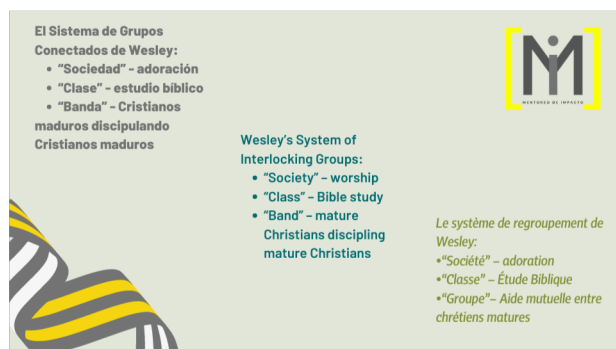 El Sistema de Grupos
Conectados de Wesley:
• "Sociedad" – adoración
• "Clase" – estudio bíblico
• "Banda" – Cristianos
maduros discipulando
Cristianos maduros
MENTOREO DE IMPACTO
Wesley's System of
Interlocking Groups:
• "Society" – worship
• "Class" – Bible study
• "Band" – mature
Christians discipling
mature Christians
Le système de regroupement de
Wesley:
•"Société" – adoration
•"Classe" – Étude Biblique
•"Groupe"– Aide mutuelle entre
chrétiens matures